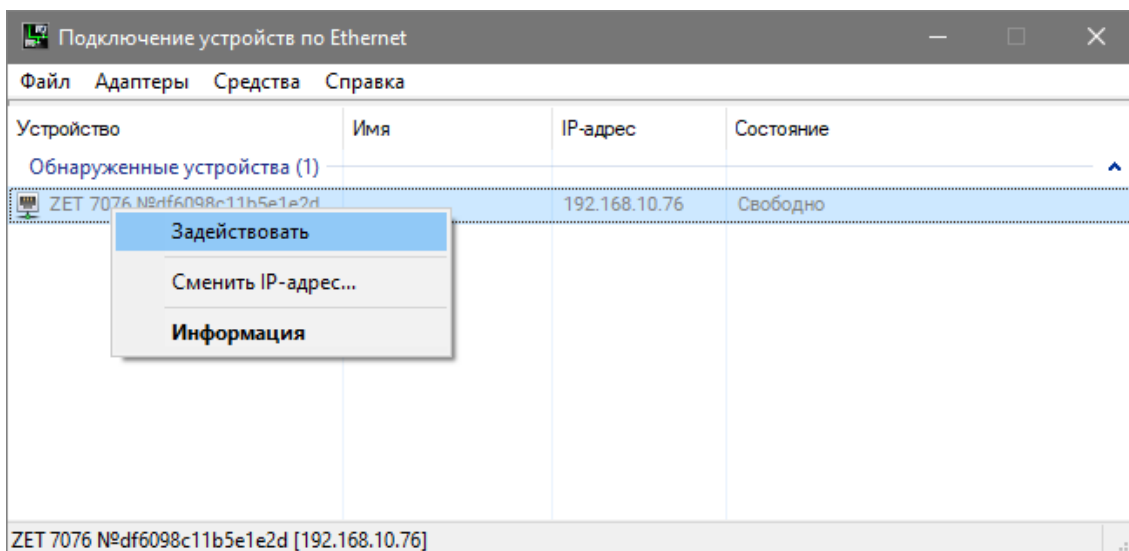 Подключение устройств по Ethernet
Файл Адаптеры Средства Справка
Устройство Имя IP-адрес Состояние
Обнаруженные устройства (1)
ZET 7076 №df6098c11b5e1e2d 192.168.10.76 Свободно
Задействовать
Сменить IP-адрес...
Информация
ZET 7076 №df6098c11b5e1e2d [192.168.10.76]